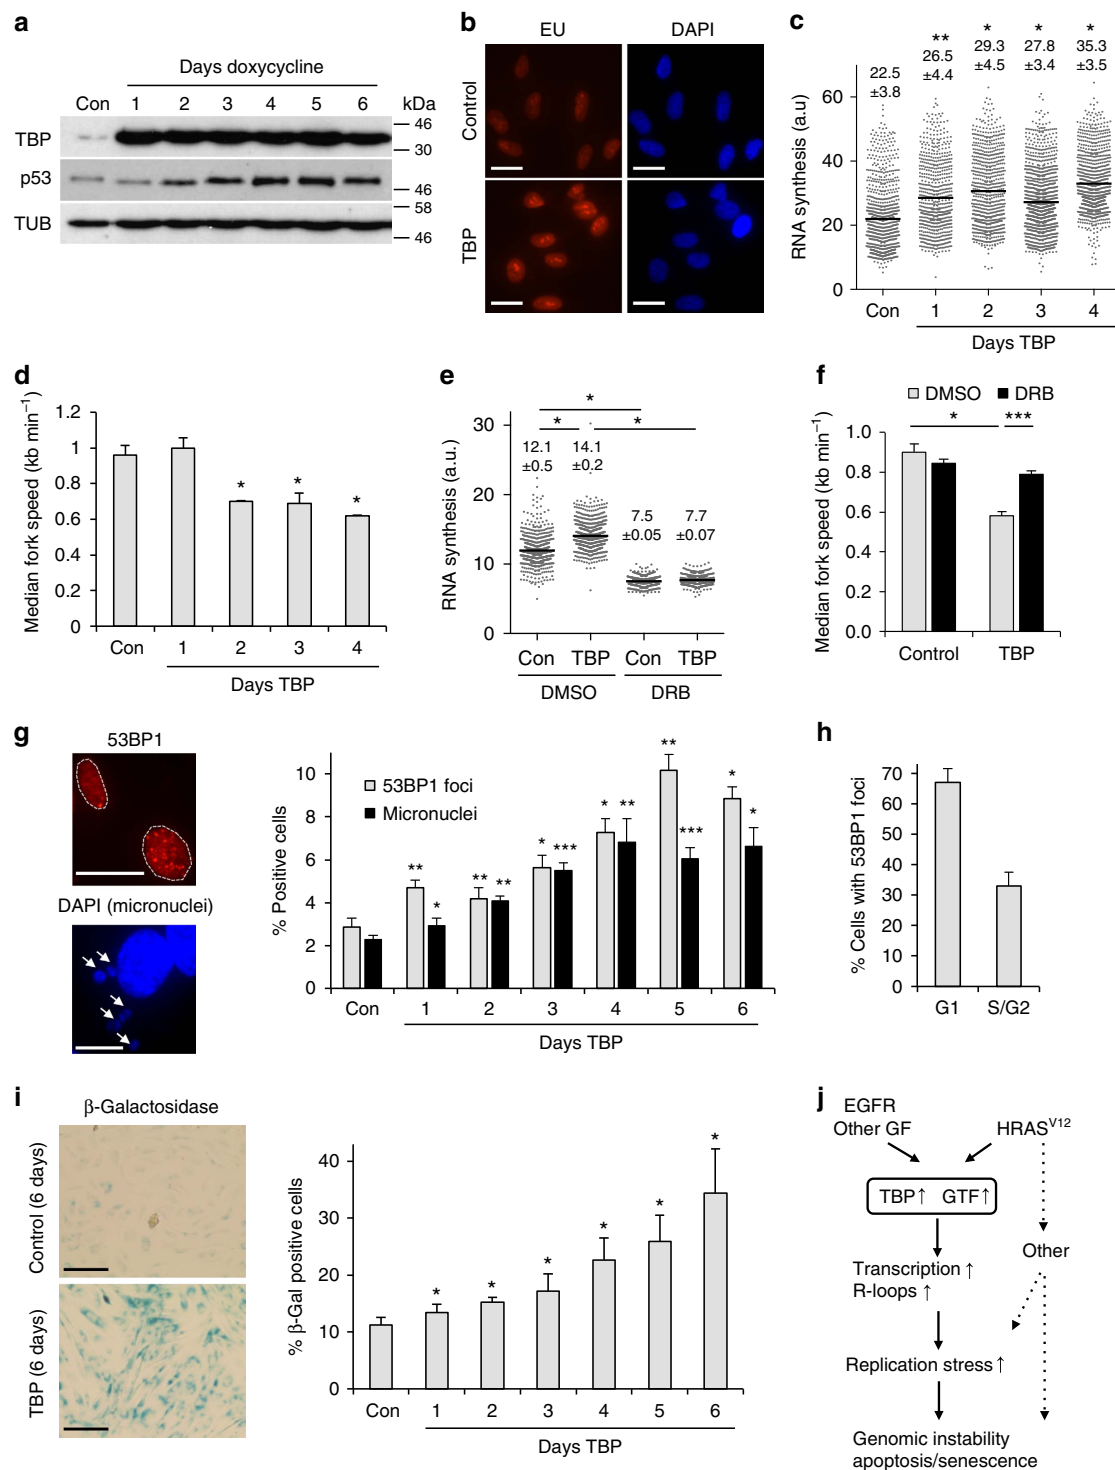 a
Days doxycycline
Con 1 2 3 4 5 6 kDa
TBP
46
30
p53
46
TUB
58
46
b
EU DAPI
Control
TBP
c
** * * *
22.5 ±3.8
26.5 ±4.4
29.3 ±4.5
27.8 ±3.4
35.3 ±3.5
RNA synthesis (a.u)
60
40
20
0
Con 1 2 3 4
Days TBP
d
Median fork speed (kb min⁻¹)
1.2
1
0.8
0.6
0.4
0.2
0
* * *
Con 1 2 3 4
Days TBP
e
RNA synthesis (a.u.)
30
20
10
0
*
* *
12.1 ±0.5
14.1 ±0.2
7.5 ±0.05
7.7 ±0.07
Con TBP Con TBP
DMSO DRB
f
DMSO DRB
* ***
Median fork speed (kb min⁻¹)
1.0
0.8
0.6
0.4
0.2
0.0
Control TBP
g
53BP1
DAPI (micronuclei)
% Positive cells
10
8
6
4
2
0
53BP1 foci
Micronuclei
** * ** ** * *** * ** ** *** * *
Con 1 2 3 4 5 6
Days TBP
h
% Cells with 53BP1 foci
70
60
50
40
30
20
10
0
G1 S/G2
i
β-Galactosidase
Control (6 days)
TBP (6 days)
% β-Gal positive cells
40
30
20
10
0
* * * * * *
Con 1 2 3 4 5 6
Days TBP
j
EGFR
Other GF
HRASⱽ¹²
TBP↑ GTF↑
Other
Transcription ↑
R-loops ↑
Replication stress ↑
Genomic instability
apoptosis/senescence